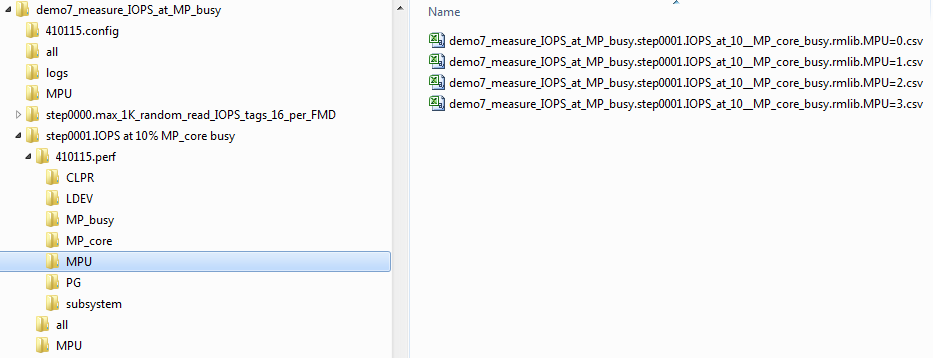 demo7_measure_IOPS_at_MP_busy
410115.config
all
logs
MPU
step0000.max_1K_random_read_IOPS_tags_16_per_FMD
step0001.IOPS at 10% MP_core busy
410115.perf
CLPR
LDEV
MP_busy
MP_core
MPU
PG
subsystem
all
MPU
Name
demo7_measure_IOPS_at_MP_busy.step0001.IOPS_at_10__MP_core_busy.rmlib.MPU=0.csv
demo7_measure_IOPS_at_MP_busy.step0001.IOPS_at_10__MP_core_busy.rmlib.MPU=1.csv
demo7_measure_IOPS_at_MP_busy.step0001.IOPS_at_10__MP_core_busy.rmlib.MPU=2.csv
demo7_measure_IOPS_at_MP_busy.step0001.IOPS_at_10__MP_core_busy.rmlib.MPU=3.csv